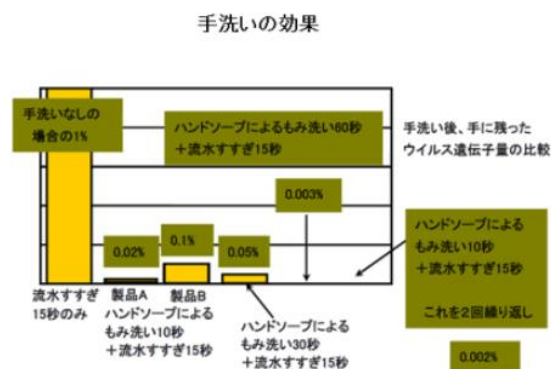 手洗いの効果
手洗いなしの
場合の1%
ハンドソープによるもみ洗い60秒
＋流水すすぎ15秒
手洗い後、手に残った
ウイルス遺伝子量の比較
0.003%
ハンドソープによる
もみ洗い10秒
＋流水すすぎ15秒
これを2回繰り返し
0.02%
0.1%
0.05%
流水すすぎ
15秒のみ
製品A
製品B
ハンドソープによる
もみ洗い10秒
＋流水すすぎ15秒
ハンドソープによる
もみ洗い30秒
＋流水すすぎ15秒
0.002%